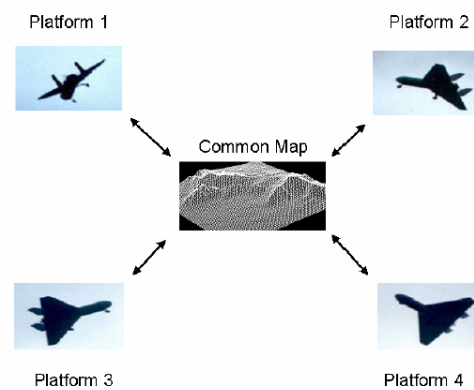 Platform 1
Platform 2
Common Map
Platform 3
Platform 4